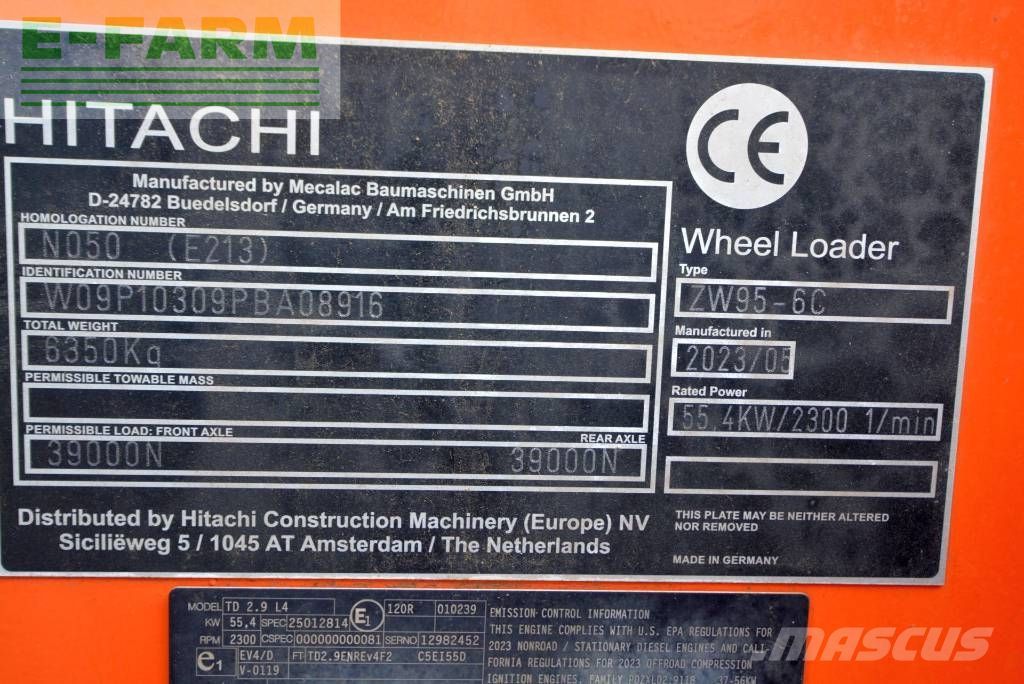 E-FARM
HITACHI
CE
Manufactured by Mecalac Baumaschinen GmbH
D-24782 Buedelsdorf / Germany / Am Friedrichsbrunnen 2
HOMOLOGATION NUMBER
N050 (E213)
IDENTIFICATION NUMBER
W09P10309PBA08916
TOTAL WEIGHT
6350Kg
PERMISSIBLE TOWABLE MASS
PERMISSIBLE LOAD: FRONT AXLE REAR AXLE
39000N 39000N
Wheel Loader
Type
ZW95-6C
Manufactured in
2023/05
Rated Power
55.4KW/2300 1/min
Distributed by Hitachi Construction Machinery (Europe) NV
Siciliëweg 5 / 1045 AT Amsterdam / The Netherlands
THIS PLATE MAY BE NEITHER ALTERED
NOR REMOVED
MADE IN GERMANY
MODEL TD 2.9 L4 E1 120R 010239
KW 55,4 SPEC 25012814
RPM 2300 CSPEC 000000000081 SERNO 12982452
e1 EV4/D FT TD2.9ENREv4F2 C5EI55D
V-0119
EMISSION CONTROL INFORMATION
THIS ENGINE COMPLIES WITH U.S. EPA REGULATIONS FOR
2023 NONROAD / STATIONARY DIESEL ENGINES AND CALI-
FORNIA REGULATIONS FOR 2023 OFFROAD COMPRESSION
IGNITION ENGINES. FAMILY 37-56KW
MASCUS